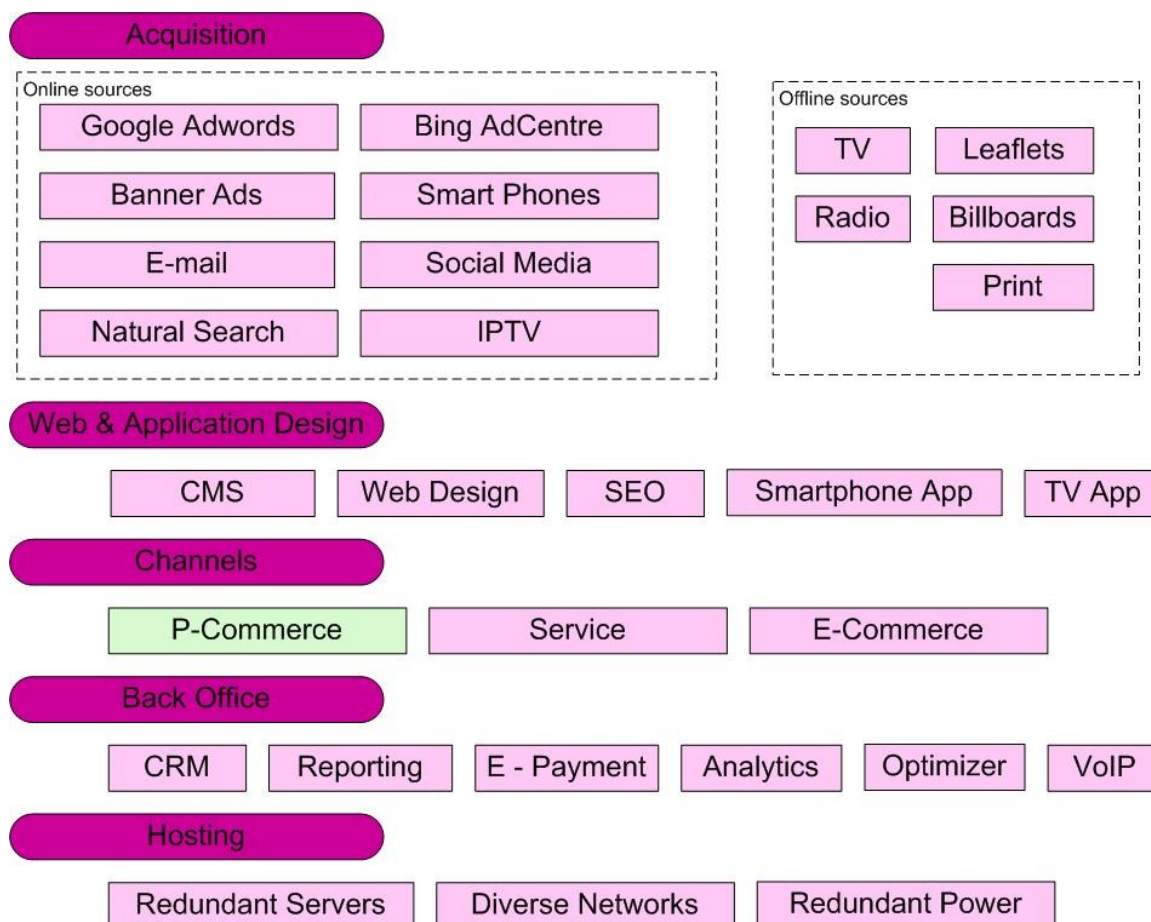 Acquisition
Online sources
Offline sources
Google Adwords
Bing AdCentre
TV
Leaflets
Banner Ads
Smart Phones
Radio
Billboards
E-mail
Social Media
Print
Natural Search
IPTV
Web & Application Design
CMS
Web Design
SEO
Smartphone App
TV App
Channels
P-Commerce
Service
E-Commerce
Back Office
CRM
Reporting
E - Payment
Analytics
Optimizer
VoIP
Hosting
Redundant Servers
Diverse Networks
Redundant Power